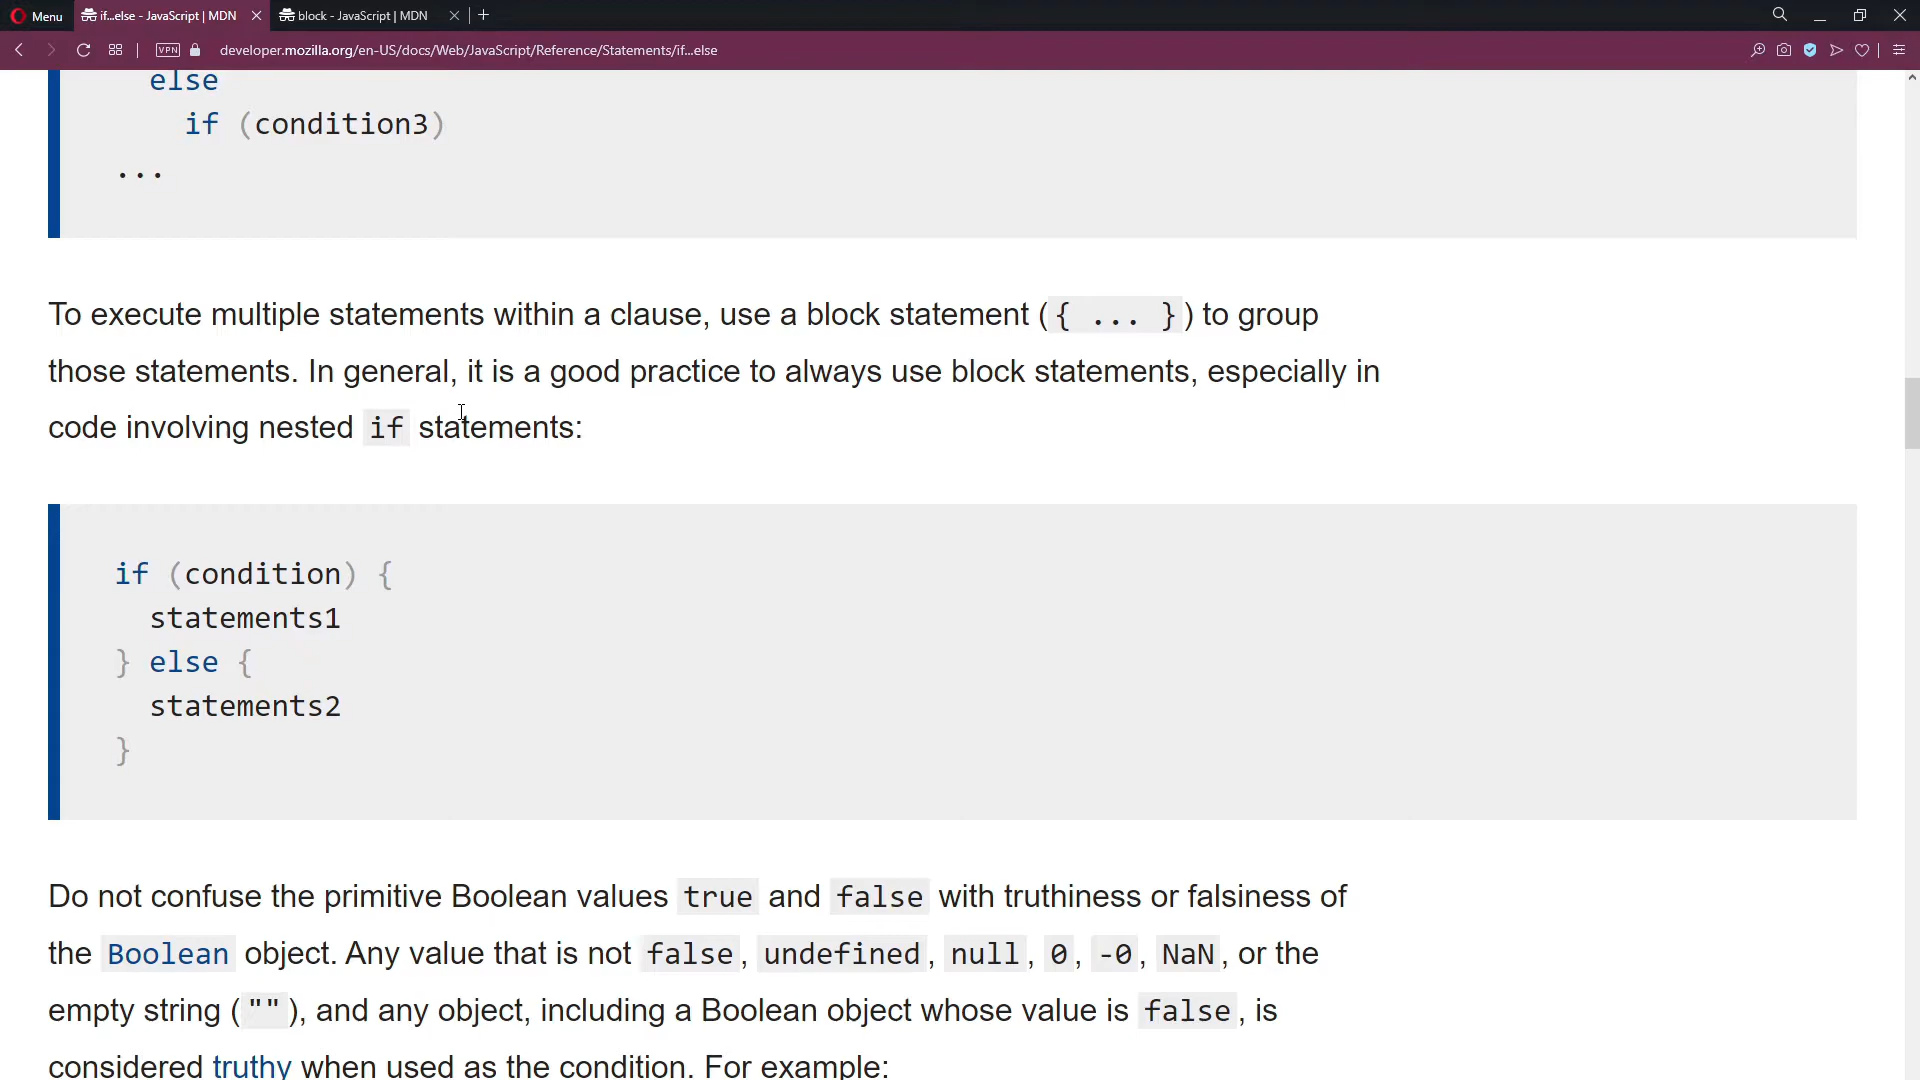 Menu
if...else - JavaScript | MDN
block - JavaScript | MDN
VPN
developer.mozilla.org/en-US/docs/Web/JavaScript/Reference/Statements/if...else
else
if (condition3)
...
To execute multiple statements within a clause, use a block statement ({ ... }) to group
those statements. In general, it is a good practice to always use block statements, especially in
code involving nested if statements:
if (condition) {
statements1
} else {
statements2
}
Do not confuse the primitive Boolean values true and false with truthiness or falsiness of
the Boolean object. Any value that is not false, undefined, null, 0, -0, NaN, or the
empty string (""), and any object, including a Boolean object whose value is false, is
considered truthy when used as the condition. For example: